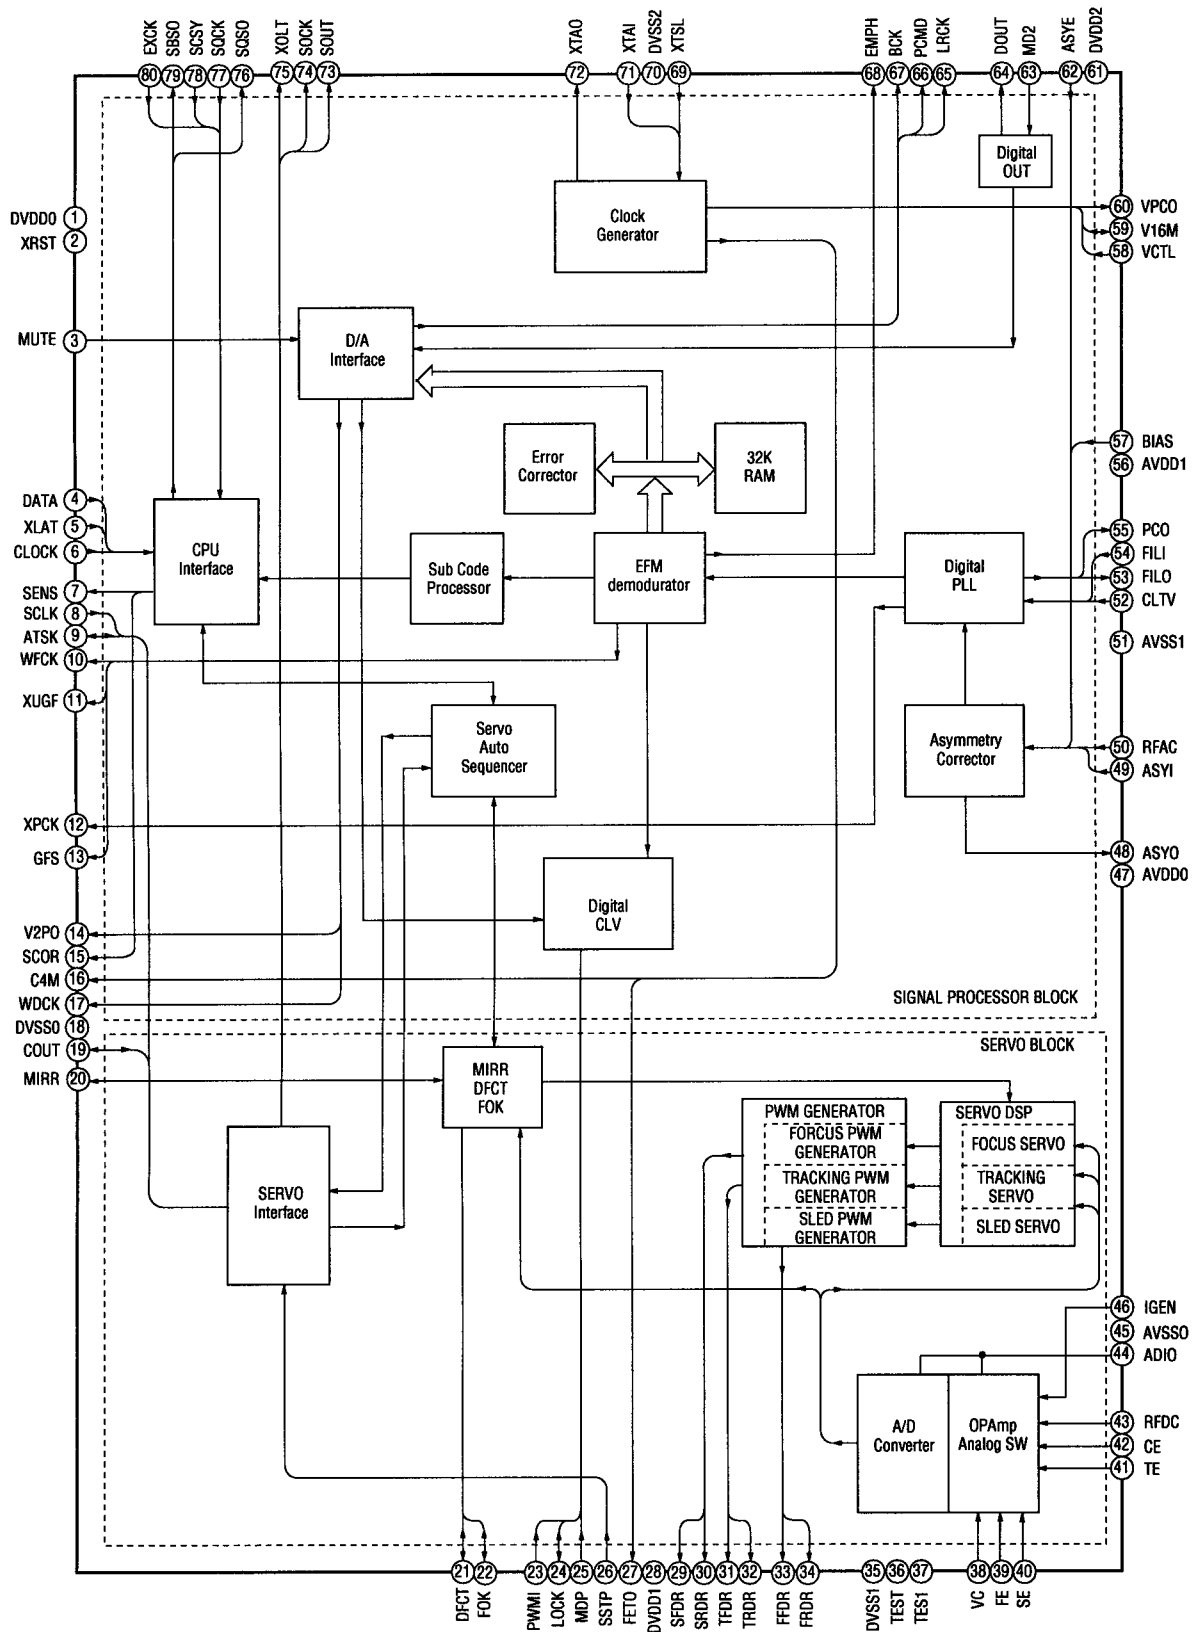 EXCK
SBSO
SCSY
SQCK
SQSO
XOLT
SOCK
SOUT
XTAO
XTAI
DVSS2
XTSL
EMPH
BCK
PCMD
LRCK
DOUT
MD2
ASYE
DVDD2
80 79 78 77 76 75 74 73 72 71 70 69 68 67 66 65 64 63 62 61
Digital
OUT
Clock
Generator
DVDD0 1
XRST 2
MUTE 3
DATA 4
XLAT 5
CLOCK 6
SENS 7
SCLK 8
ATSK 9
WFCK 10
XUGF 11
XPCK 12
GFS 13
V2PO 14
SCOR 15
C4M 16
WDCK 17
DVSS0 18
COUT 19
MIRR 20
60 VPCO
59 V16M
58 VCTL
57 BIAS
56 AVDD1
55 PCO
54 FILI
53 FILO
52 CLTV
51 AVSS1
50 RFAC
49 ASYI
48 ASYO
47 AVDD0
D/A
Interface
Error
Corrector
32K
RAM
CPU
Interface
Sub Code
Processor
EFM
demodurator
Digital
PLL
Servo
Auto
Sequencer
Asymmetry
Corrector
Digital
CLV
SIGNAL PROCESSOR BLOCK
SERVO BLOCK
MIRR
DFCT
FOK
PWM GENERATOR
FORCUS PWM
GENERATOR
TRACKING PWM
GENERATOR
SLED PWM
GENERATOR
SERVO DSP
FOCUS SERVO
TRACKING
SERVO
SLED SERVO
SERVO
Interface
46 IGEN
45 AVSSO
44 ADIO
43 RFDC
42 CE
41 TE
A/D
Converter
OPAmp
Analog SW
21 22 23 24 25 26 27 28 29 30 31 32 33 34 35 36 37 38 39 40
DFCT
FOK
PWMI
LOCK
MDP
SSTP
FETO
DVDD1
SFDR
SRDR
TFDR
TRDR
FFDR
FRDR
DVSS1
TEST
TES1
VC
FE
SE